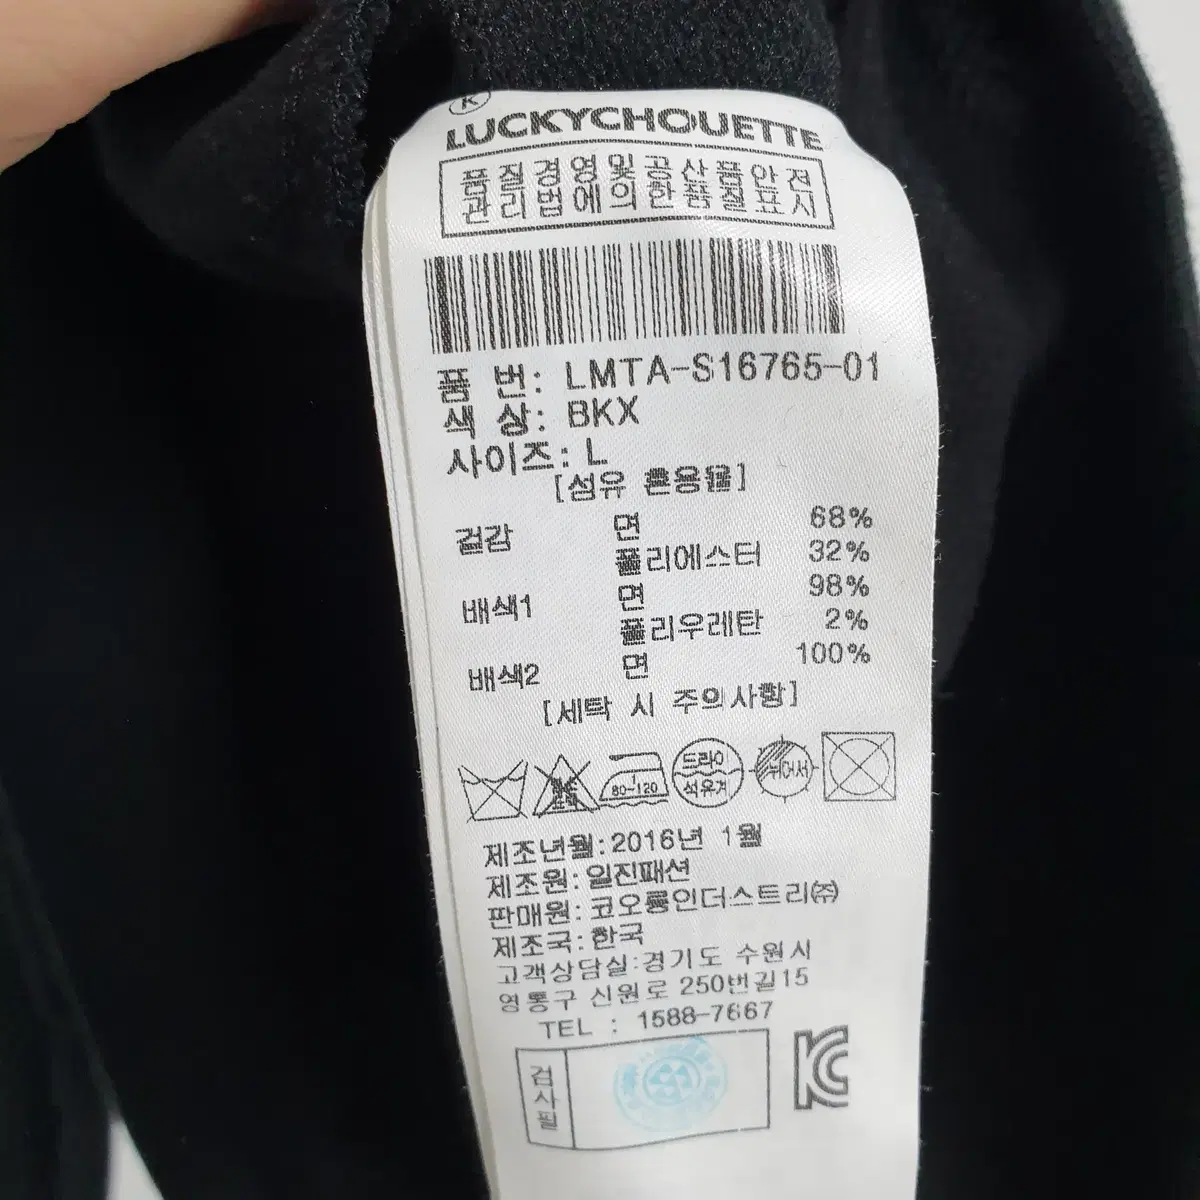 K
LUCKYCHOUETTE
품질경영및공산품안전
관리법에의한품질표시
품 번: LMTA-S16765-01
색 상: BKX
사이즈: L
[섬유 혼용율]
겉감 면 68%
폴리에스터 32%
배색1 면 98%
폴리우레탄 2%
배색2 면 100%
[세탁 시 주의사항]
1 80-120 드라이 석유계 뉘어서
제조년월:2016년 1월
제조원: 일진패션
판매원: 코오롱인더스트리㈜
제조국: 한국
고객상담실:경기도 수원시
영통구 신원로 250번길15
TEL : 1588-7667
검사필
KC